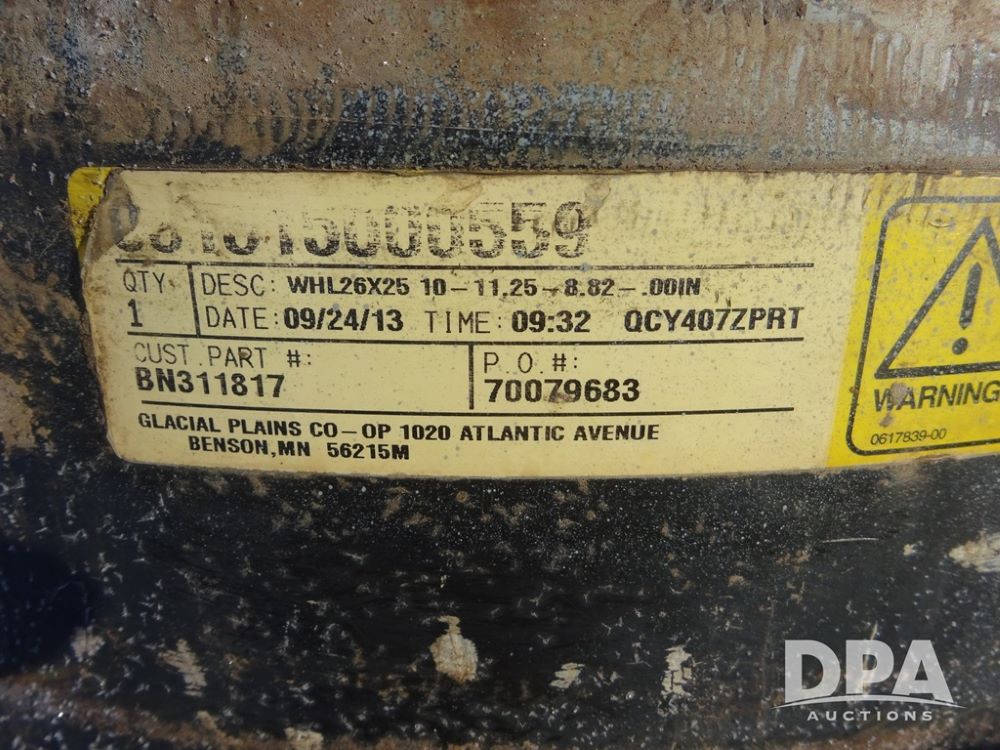 QTY: DESC: WHL26X25 10-11.25-8.82-.00IN
1 DATE: 09/24/13 TIME: 09:32 QCY407ZPRT
CUST PART #: P.O.#:
BN311817 70079683
GLACIAL PLAINS CO-OP 1020 ATLANTIC AVENUE
BENSON, MN 56215M
WARNING
0617839-00
DPA
AUCTIONS